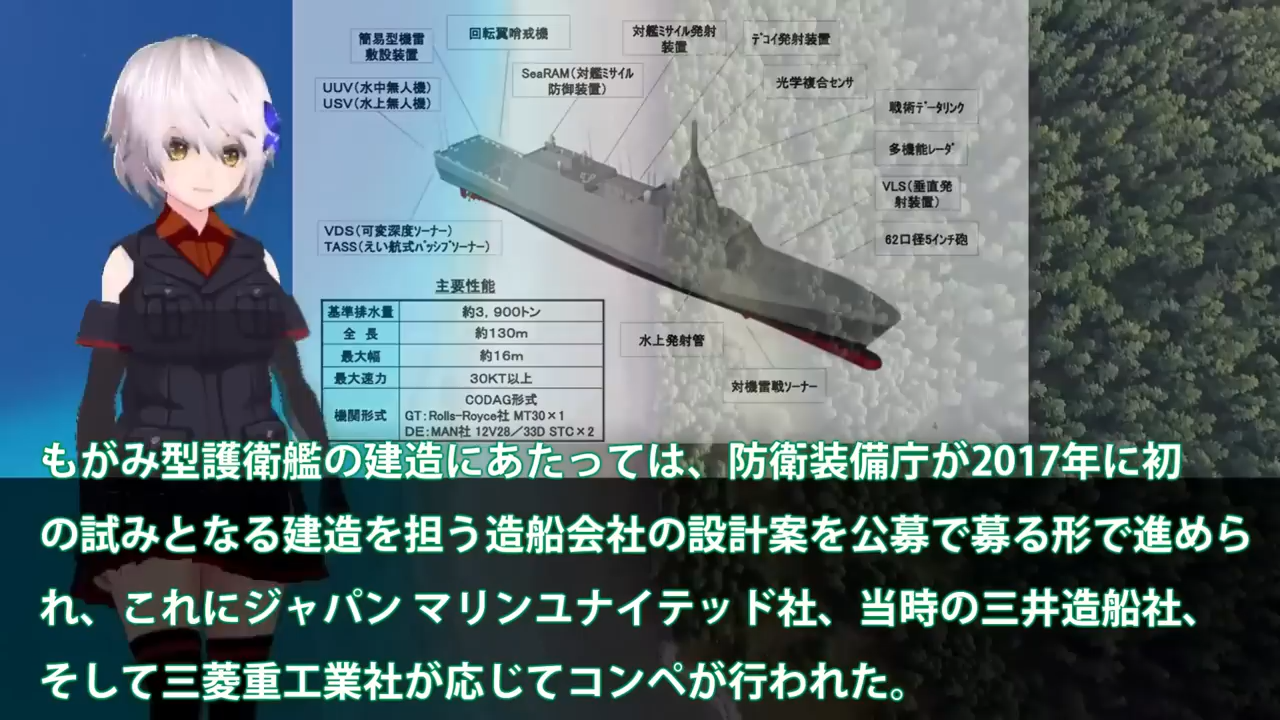 簡易型機雷
敷設装置
回転翼哨戒機
対艦ミサイル発射
装置
デコイ発射装置
UUV(水中無人機)
USV(水上無人機)
SeaRAM(対艦ミサイル
防御装置)
光学複合センサ
戦術データリンク
多機能レーダ
VLS(垂直発
射装置)
62口径5インチ砲
VDS(可変深度ソーナー)
TASS(えい航式パッシブソーナー)
水上発射管
対機雷戦ソーナー
主要性能
基準排水量 約3,900トン
全 長 約130m
最大幅 約16m
最大速力 30KT以上
機関形式 CODAG形式
GT:Rolls-Royce社 MT30×1
DE:MAN社 12V28/33D STC×2
もがみ型護衛艦の建造にあたっては、防衛装備庁が2017年に初
の試みとなる建造を担う造船会社の設計案を公募で募る形で進めら
れ、これにジャパン マリンユナイテッド社、当時の三井造船社、
そして三菱重工業社が応じてコンペが行われた。